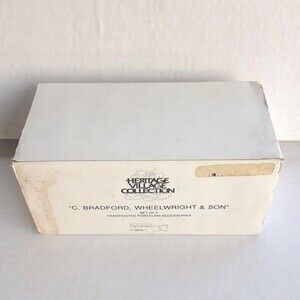 HERITAGE
VILLAGE
COLLECTION
"C. BRADFORD, WHEELWRIGHT & SON"
SET OF 2
HANDPAINTED PORCELAIN ACCESSORIES